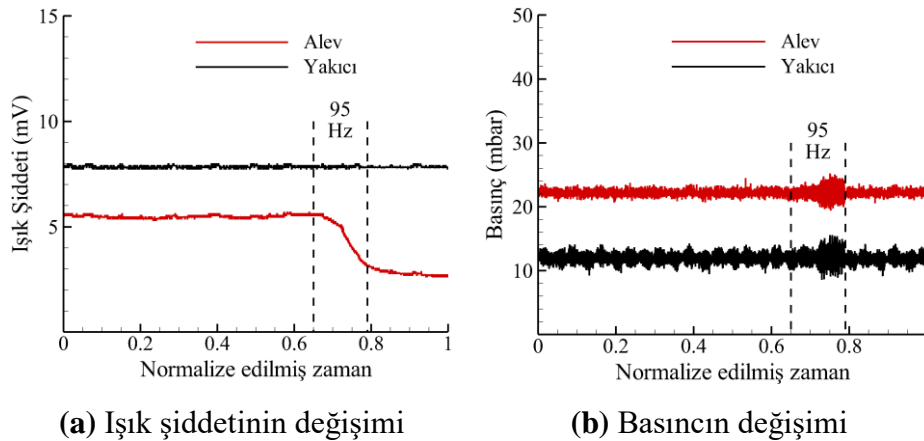 15
10
5
0
Işık Şiddeti (mV)
Alev
Yakıcı
95
Hz
0 0.2 0.4 0.6 0.8 1
Normalize edilmiş zaman
(a) Işık şiddetinin değişimi
50
40
30
20
10
Basınç (mbar)
Alev
Yakıcı
95
Hz
0 0.2 0.4 0.6 0.8
Normalize edilmiş zaman
(b) Basıncın değişimi